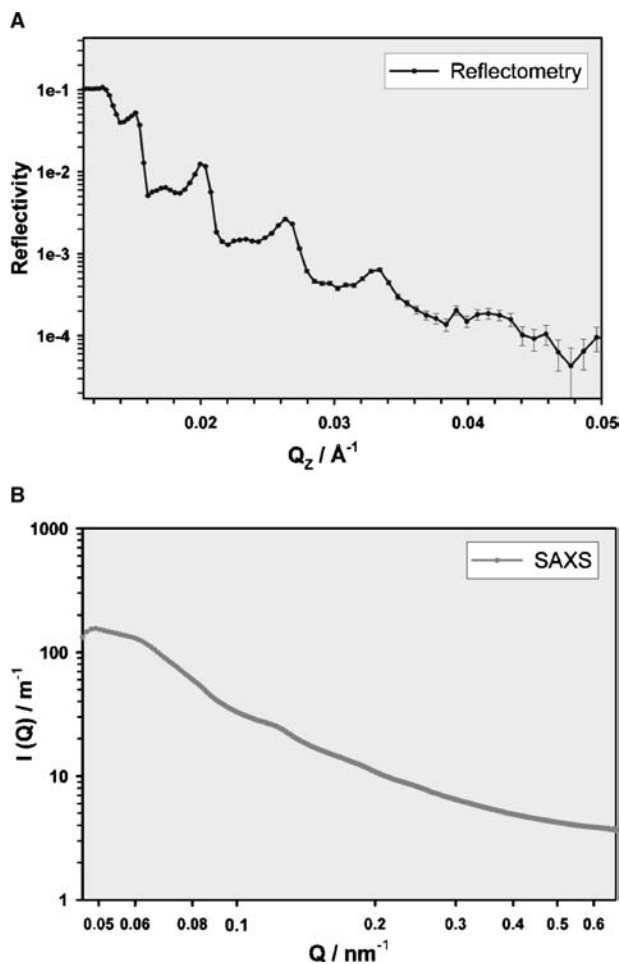 A
Reflectometry
Reflectivity
1e-1
1e-2
1e-3
1e-4
0.02
0.03
0.04
0.05
Q_Z / Å⁻¹
B
SAXS
I (Q) / m⁻¹
1000
100
10
1
0.05 0.06 0.08 0.1 0.2 0.3 0.4 0.5 0.6
Q / nm⁻¹